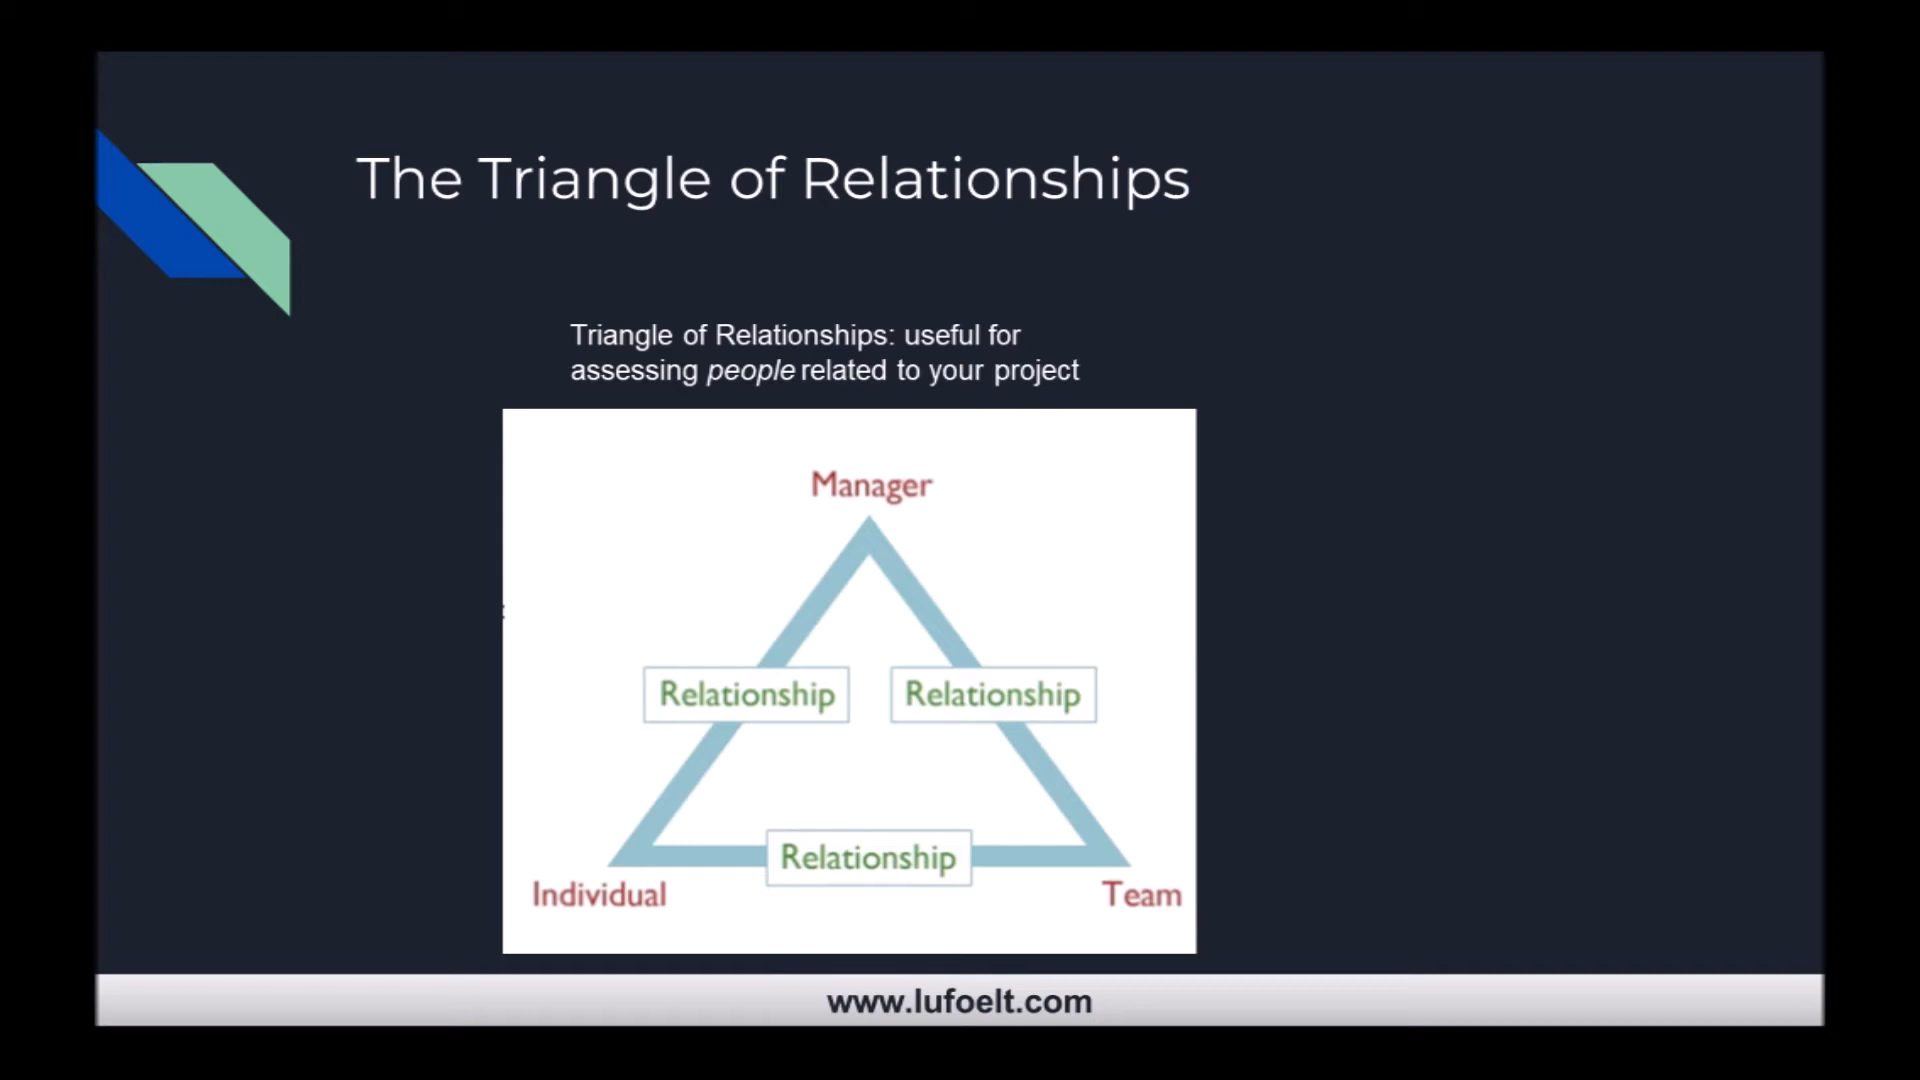 The Triangle of Relationships
Triangle of Relationships: useful for
assessing people related to your project
Manager
Relationship
Relationship
Relationship
Individual
Team
www.lufoelt.com